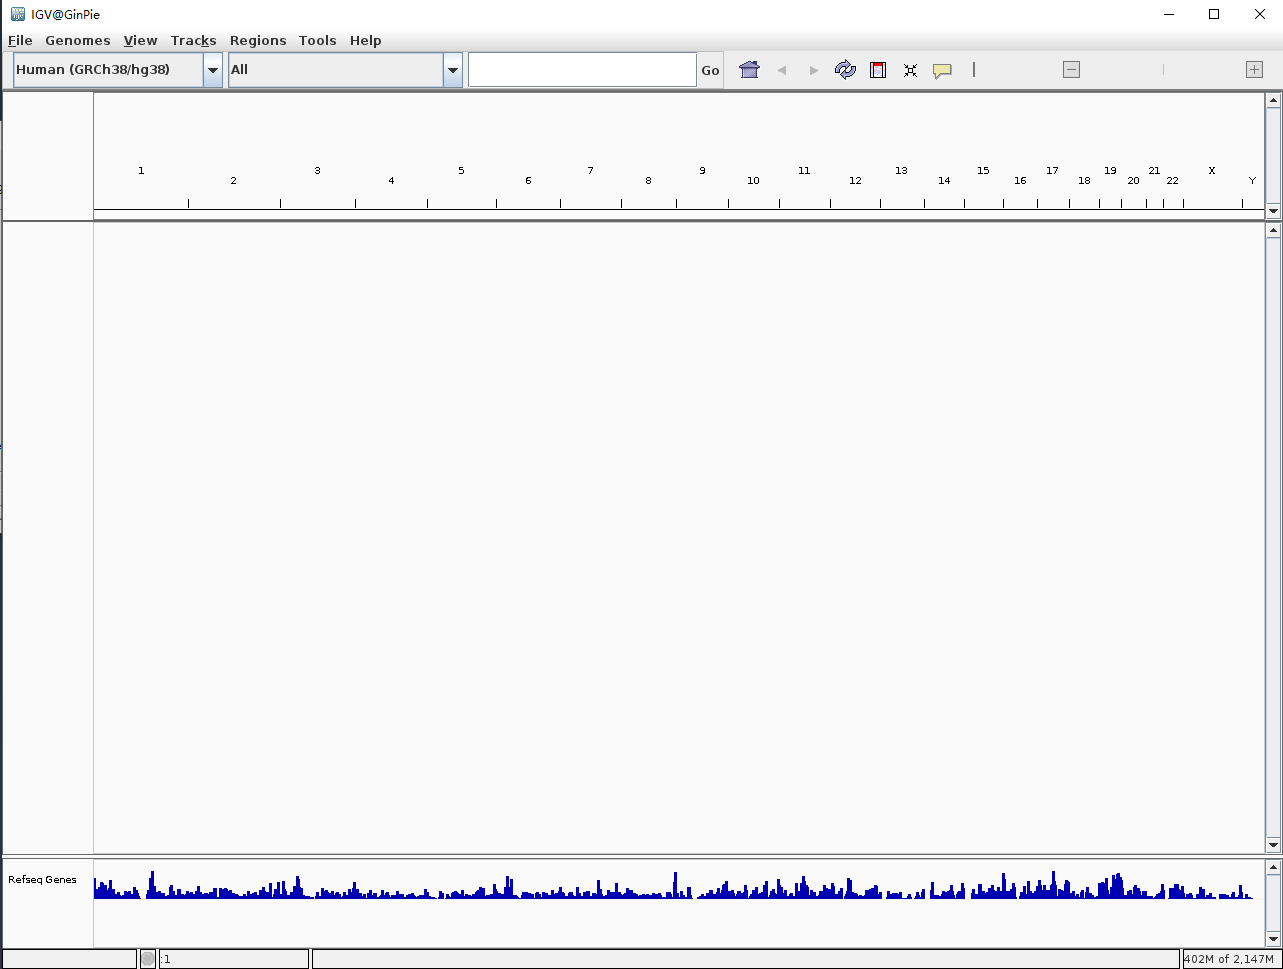 IGV@GinPie
File Genomes View Tracks Regions Tools Help
Human (GRCh38/hg38) All Go
1 2 3 4 5 6 7 8 9 10 11 12 13 14 15 16 17 18 19 20 21 22 X Y
Refseq Genes
:1 402M of 2,147M